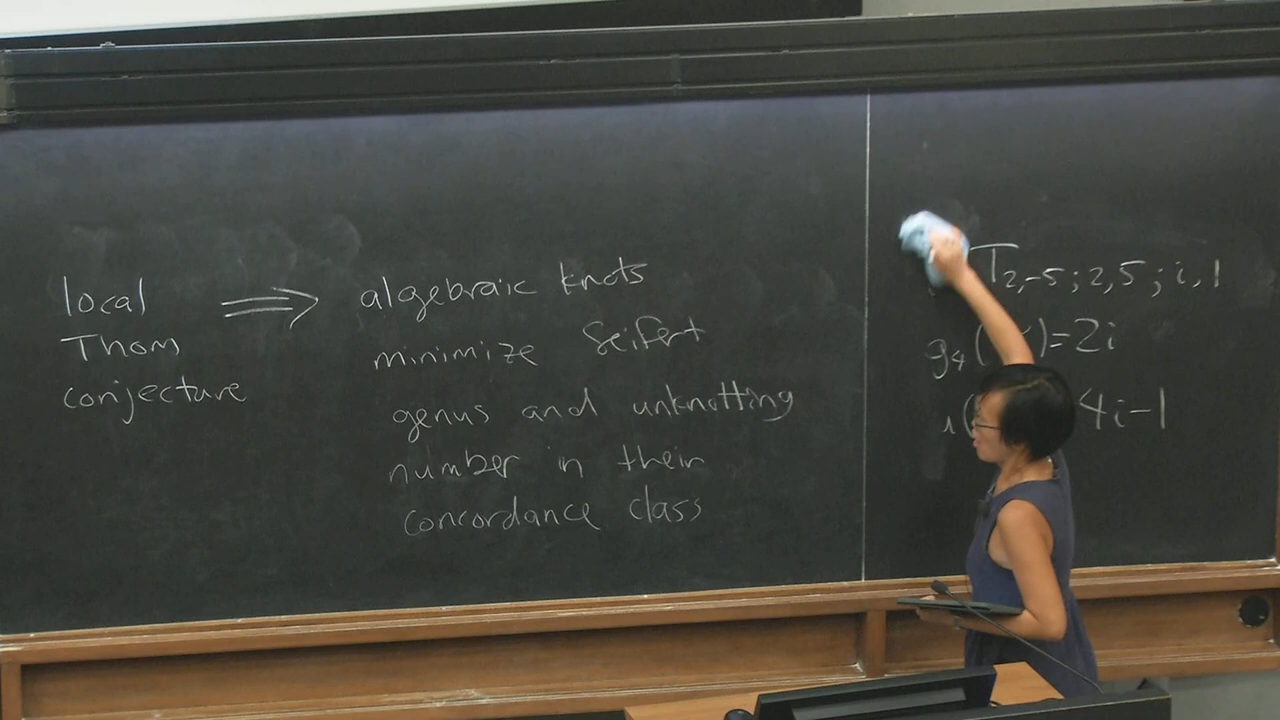 local ⟹ algebraic knots
Thom minimize Seifert
conjecture genus and unknotting
number in their
concordance class
T₂,₋₅;₂,₅;ᵢ,₁
g₄( )=2i
( 4i-1